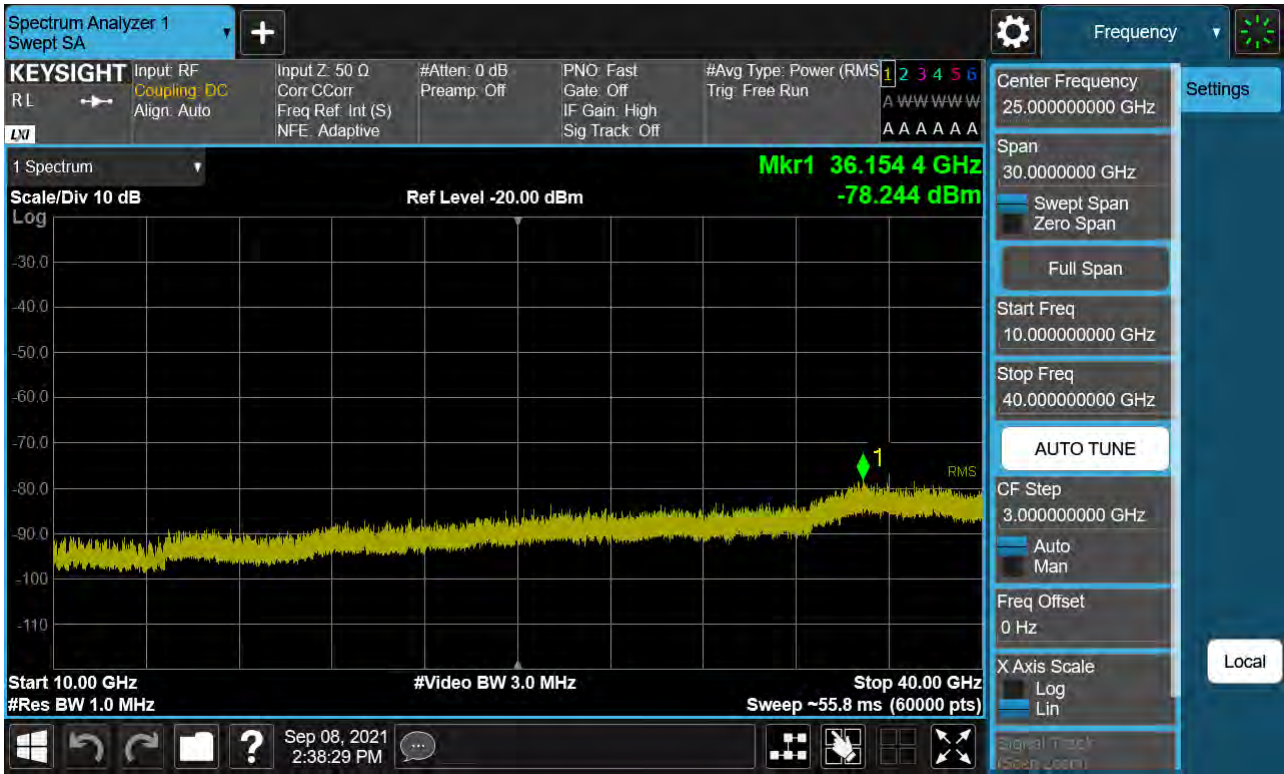 Spectrum Analyzer 1
Swept SA
+
Frequency
KEYSIGHT
RL
LXI
Input: RF
Coupling: DC
Align: Auto
Input Z: 50 Ω
Corr CCorr
Freq Ref: Int (S)
NFE: Adaptive
#Atten: 0 dB
Preamp: Off
PNO: Fast
Gate: Off
IF Gain: High
Sig Track: Off
#Avg Type: Power (RMS
Trig: Free Run
1 2 3 4 5 6
A W W W W W
A A A A A A
1 Spectrum
Scale/Div 10 dB
Ref Level -20.00 dBm
Mkr1 36.154 4 GHz
-78.244 dBm
Log
-30.0
-40.0
-50.0
-60.0
-70.0
-80.0
-90.0
-100
-110
1
RMS
Start 10.00 GHz
#Res BW 1.0 MHz
#Video BW 3.0 MHz
Stop 40.00 GHz
Sweep ~55.8 ms (60000 pts)
Center Frequency
25.000000000 GHz
Span
30.0000000 GHz
Swept Span
Zero Span
Full Span
Start Freq
10.000000000 GHz
Stop Freq
40.000000000 GHz
AUTO TUNE
CF Step
3.000000000 GHz
Auto
Man
Freq Offset
0 Hz
X Axis Scale
Log
Lin
Signal Track
(Span Zoom)
Settings
Local
?
Sep 08, 2021
2:38:29 PM